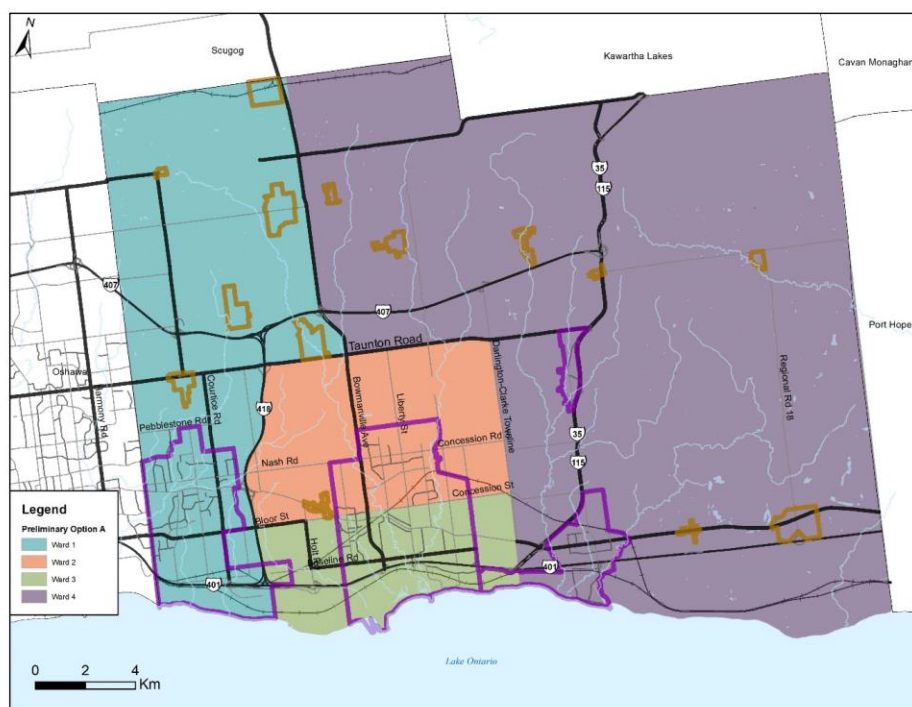 N
Scugog
Kawartha Lakes
Cavan Monaghan
35
115
407
407
Port Hope
Taunton Road
Oshawa
Harmony Rd
Courtice Rd
418
Bowmanville Ave
Liberty St
Darlington-Clarke Townline
Regional Rd 18
Pebblestone Rd
Nash Rd
Concession Rd
35
115
Concession St
Bloor St
Holt
Baseline Rd
401
401
Legend
Preliminary Option A
Ward 1
Ward 2
Ward 3
Ward 4
Lake Ontario
0 2 4
Km